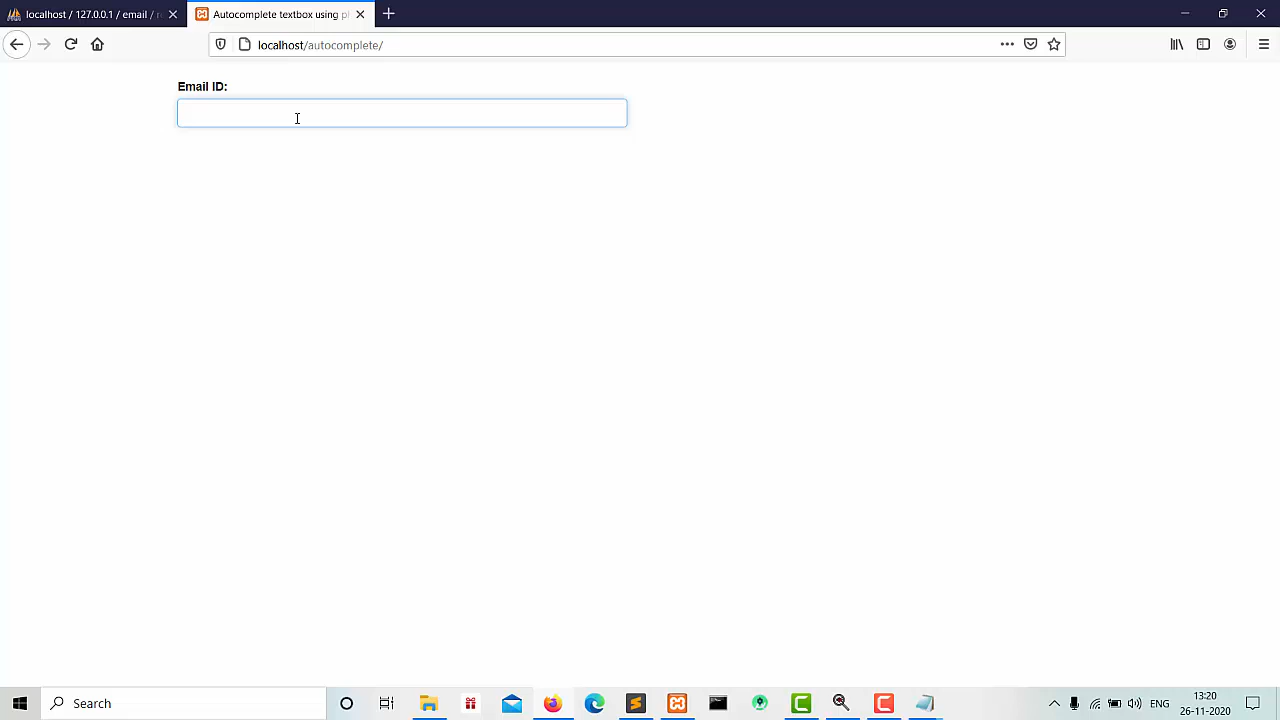 localhost / 127.0.0.1 / email / r
Autocomplete textbox using p
localhost/autocomplete/
Email ID:
Search
ENG
13:20
26-11-2020